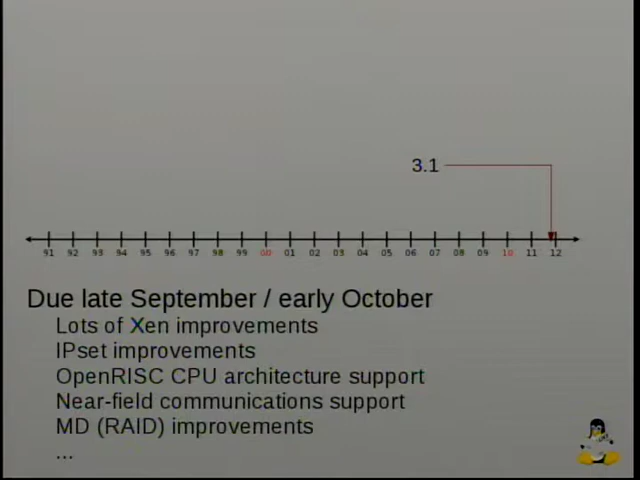 3.1
91 92 93 94 95 96 97 98 99 00 01 02 03 04 05 06 07 08 09 10 11 12
Due late September / early October
Lots of Xen improvements
IPset improvements
OpenRISC CPU architecture support
Near-field communications support
MD (RAID) improvements
...